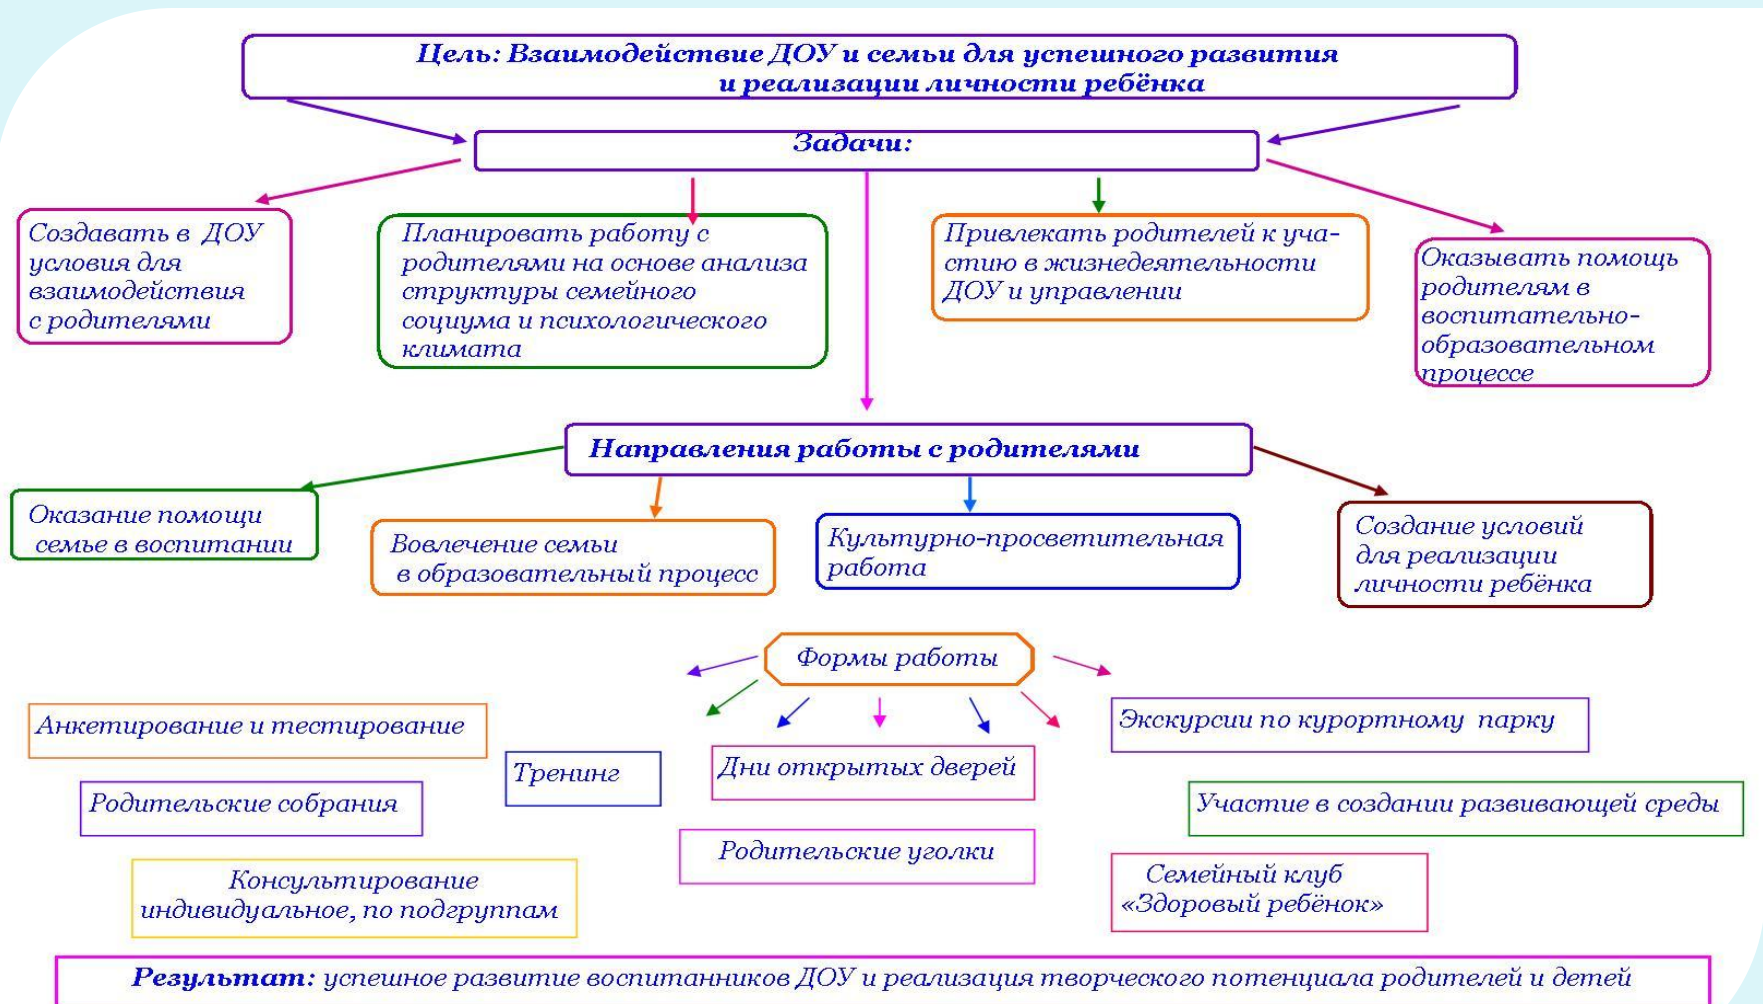 Цель: Взаимодействие ДОУ и семьи для успешного развития
и реализации личности ребёнка
Задачи:
Создавать в ДОУ
условия для
взаимодействия
с родителями
Планировать работу с
родителями на основе анализа
структуры семейного
социума и психологического
климата
Привлекать родителей к уча-
стию в жизнедеятельности
ДОУ и управлении
Оказывать помощь
родителям в
воспитательно-
образовательном
процессе
Направления работы с родителями
Оказание помощи
семье в воспитании
Вовлечение семьи
в образовательный процесс
Культурно-просветительная
работа
Создание условий
для реализации
личности ребёнка
Формы работы
Анкетирование и тестирование
Родительские собрания
Консультирование
индивидуальное, по подгруппам
Тренинг
Дни открытых дверей
Родительские уголки
Экскурсии по курортному парку
Участие в создании развивающей среды
Семейный клуб
«Здоровый ребёнок»
Результат: успешное развитие воспитанников ДОУ и реализация творческого потенциала родителей и детей